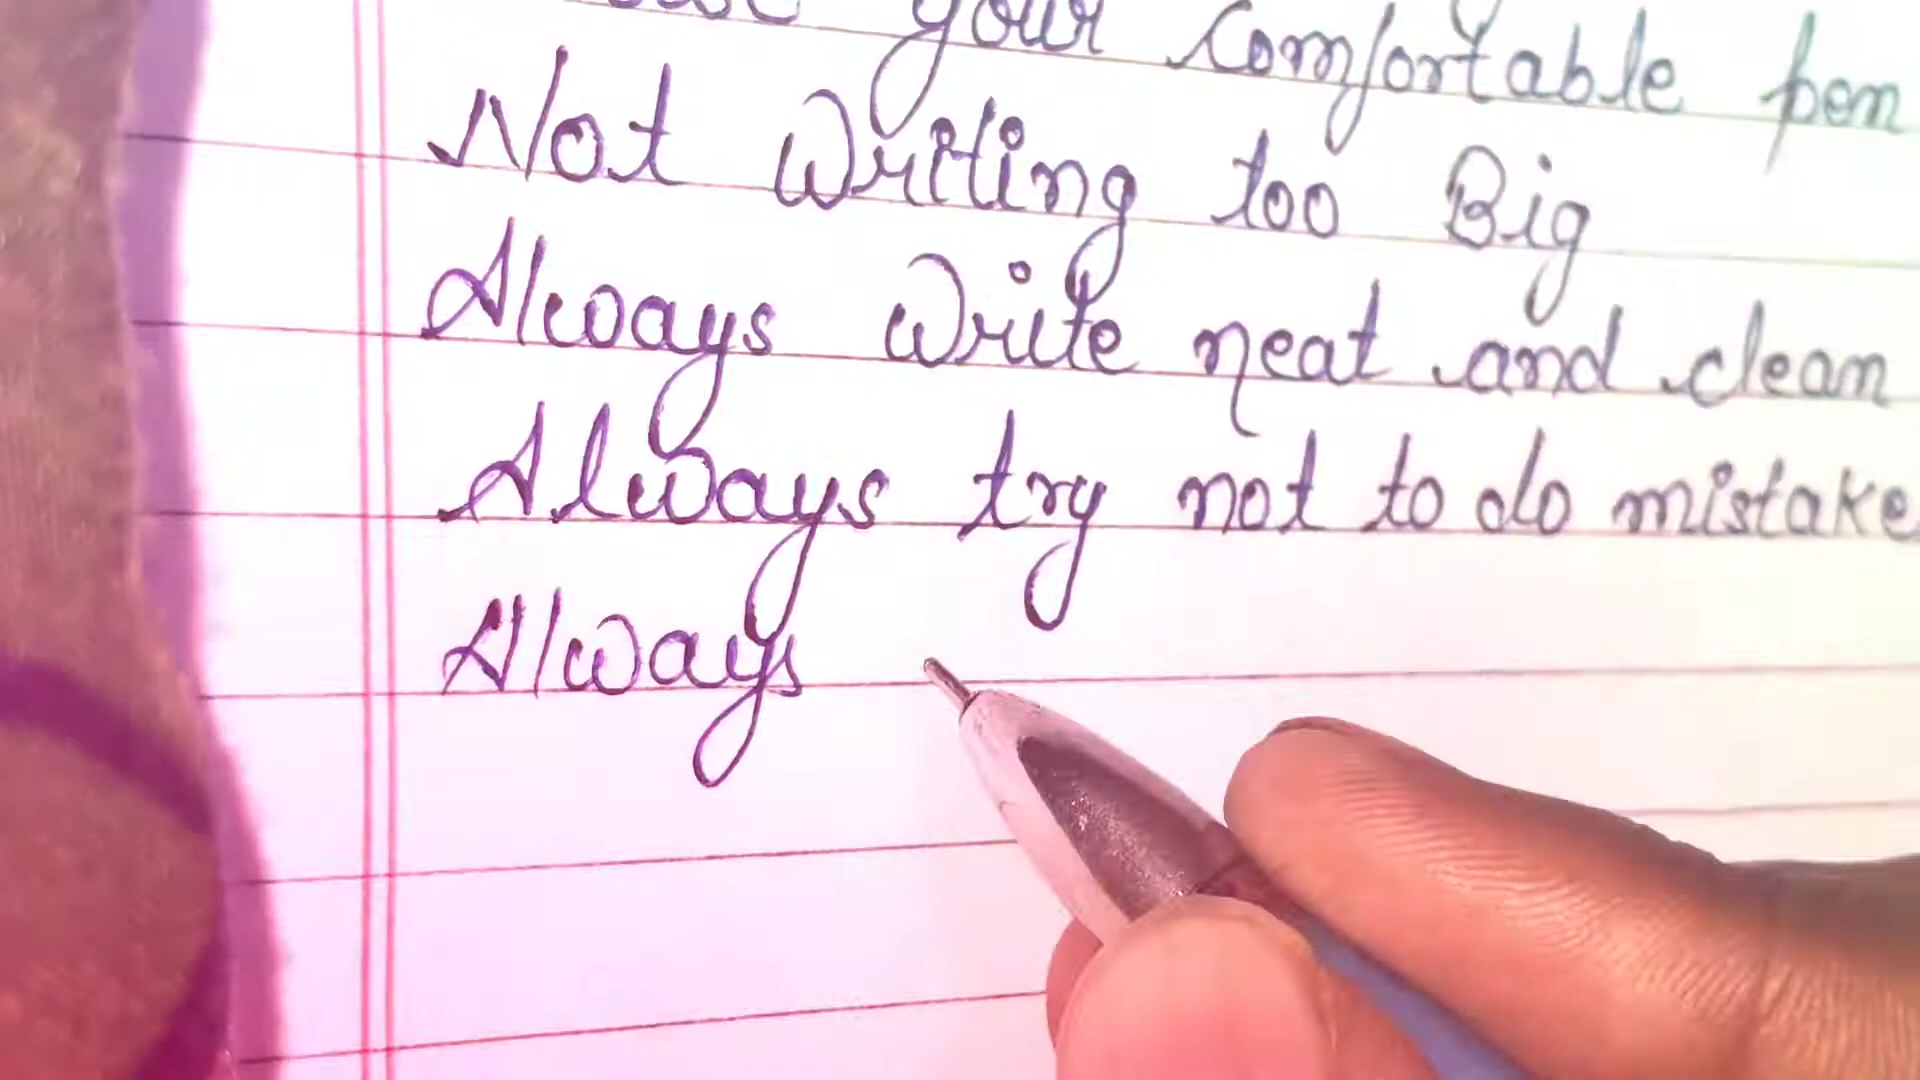 your comfortable pen
Not Writing too Big
Always Write neat and clean
Always try not to do mistake
Always